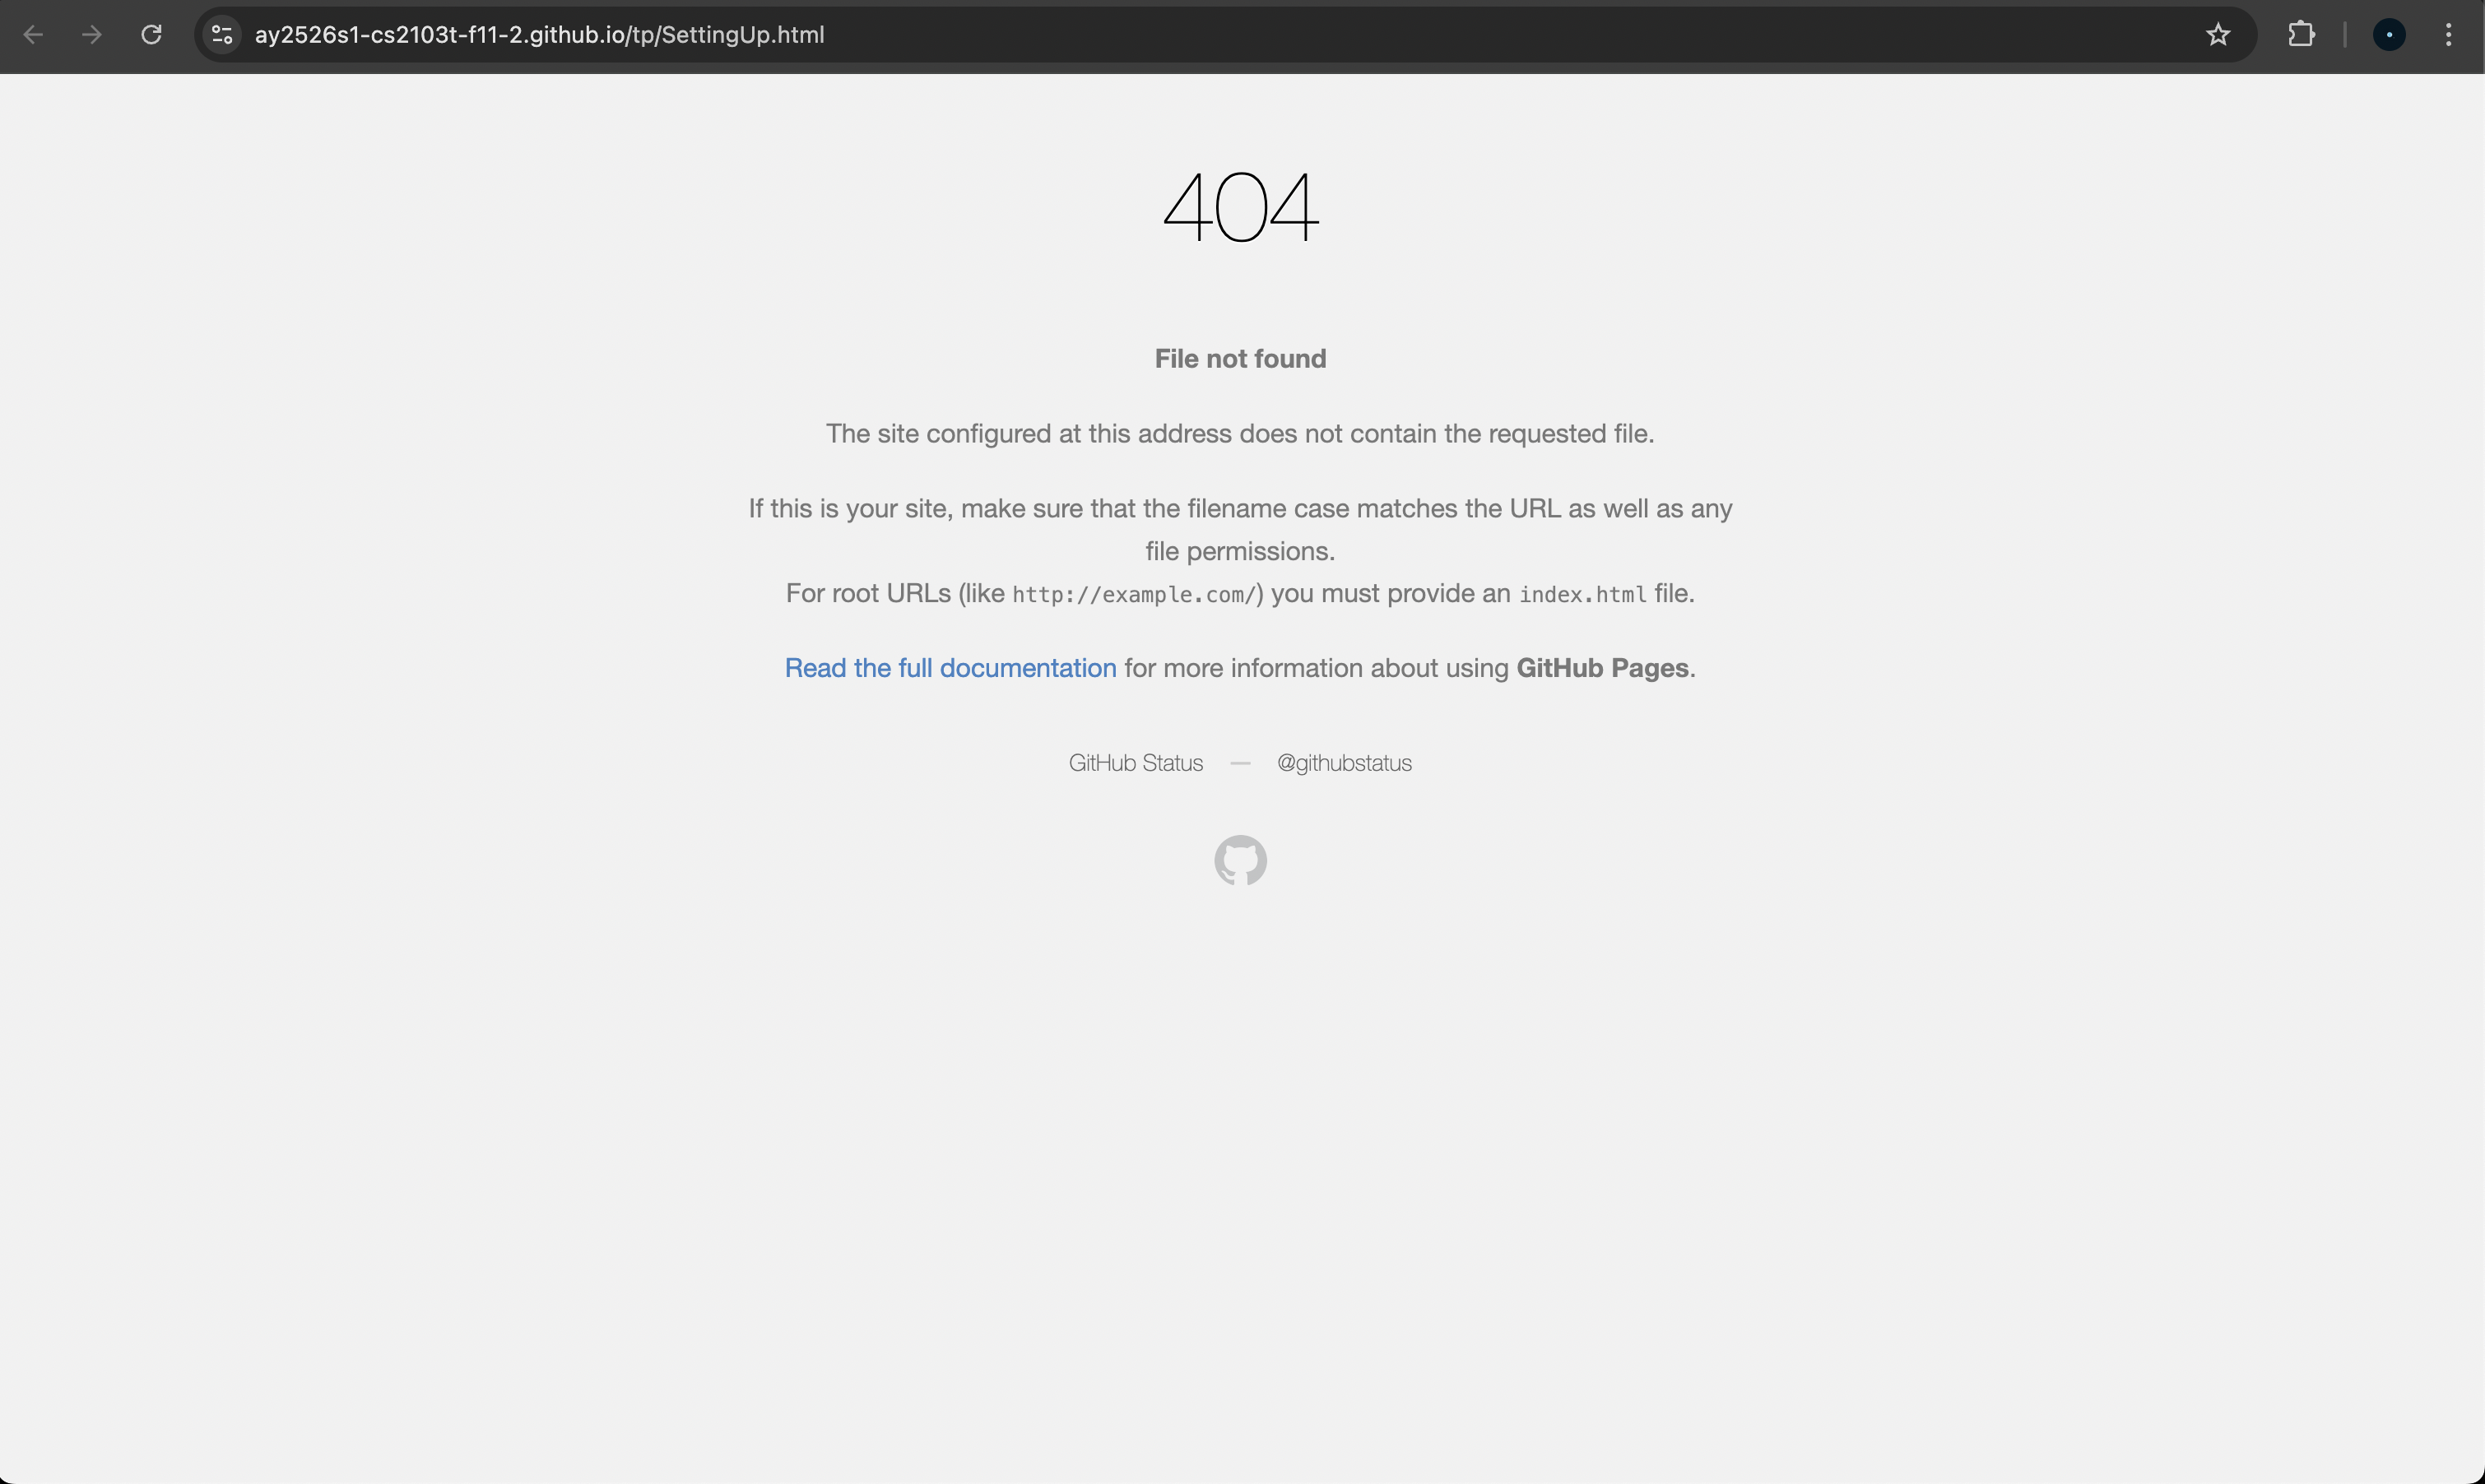 ay2526s1-cs2103t-f11-2.github.io/tp/SettingUp.html
404
File not found
The site configured at this address does not contain the requested file.
If this is your site, make sure that the filename case matches the URL as well as any
file permissions.
For root URLs (like http://example.com/) you must provide an index.html file.
Read the full documentation for more information about using GitHub Pages.
GitHub Status — @githubstatus